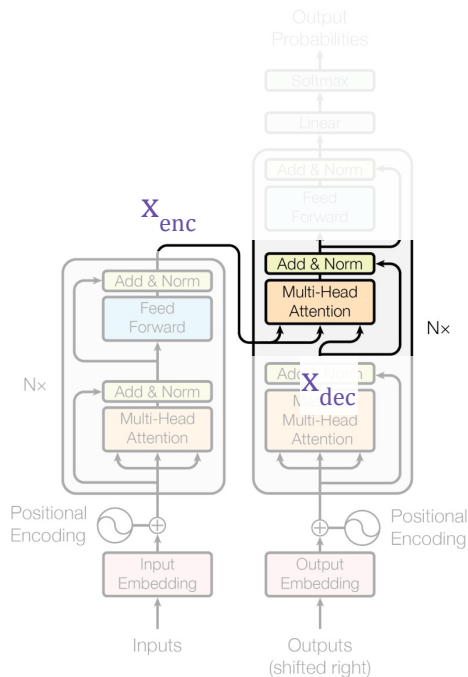 Output
Probabilities
Softmax
Linear
Add & Norm
Feed
Forward
X_enc
Add & Norm
Multi-Head
Attention
Add & Norm
Feed
Forward
N×
N×
Add & Norm
X_dec
Add & Norm
Multi-Head
Attention
Multi-Head
Attention
Positional
Encoding
Positional
Encoding
Input
Embedding
Output
Embedding
Inputs
Outputs
(shifted right)